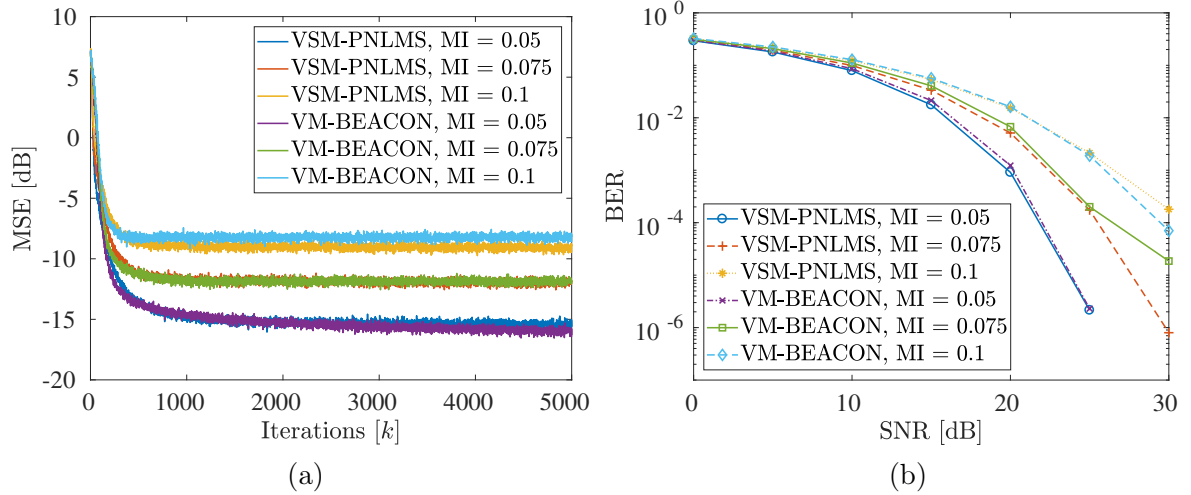 10
5
0
-5
-10
-15
-20
MSE [dB]
VSM-PNLMS, MI = 0.05
VSM-PNLMS, MI = 0.075
VSM-PNLMS, MI = 0.1
VM-BEACON, MI = 0.05
VM-BEACON, MI = 0.075
VM-BEACON, MI = 0.1
0 1000 2000 3000 4000 5000
Iterations [k]
(a)
10^0
10^-2
10^-4
10^-6
BER
VSM-PNLMS, MI = 0.05
VSM-PNLMS, MI = 0.075
VSM-PNLMS, MI = 0.1
VM-BEACON, MI = 0.05
VM-BEACON, MI = 0.075
VM-BEACON, MI = 0.1
0 10 20 30
SNR [dB]
(b)